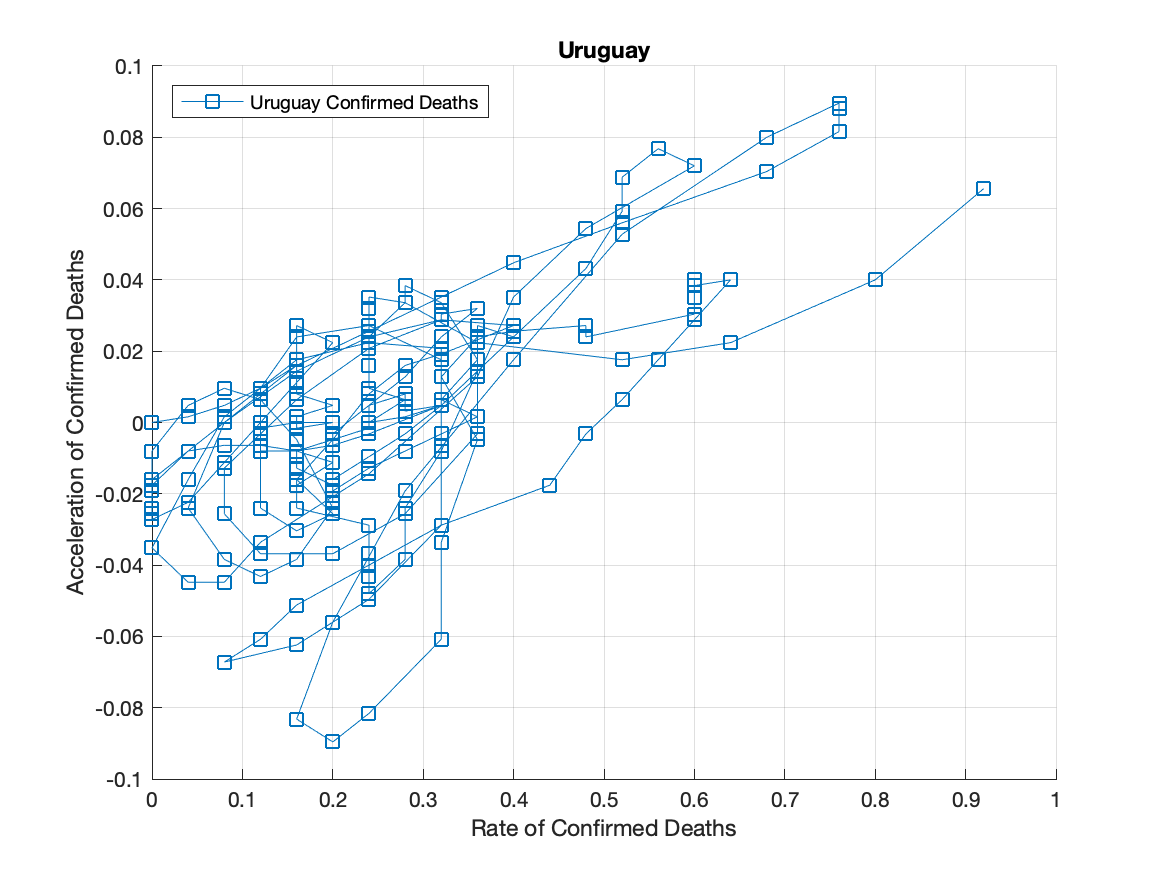 Uruguay
Uruguay Confirmed Deaths
0.1
0.08
0.06
0.04
0.02
0
-0.02
-0.04
-0.06
-0.08
-0.1
Acceleration of Confirmed Deaths
0 0.1 0.2 0.3 0.4 0.5 0.6 0.7 0.8 0.9 1
Rate of Confirmed Deaths